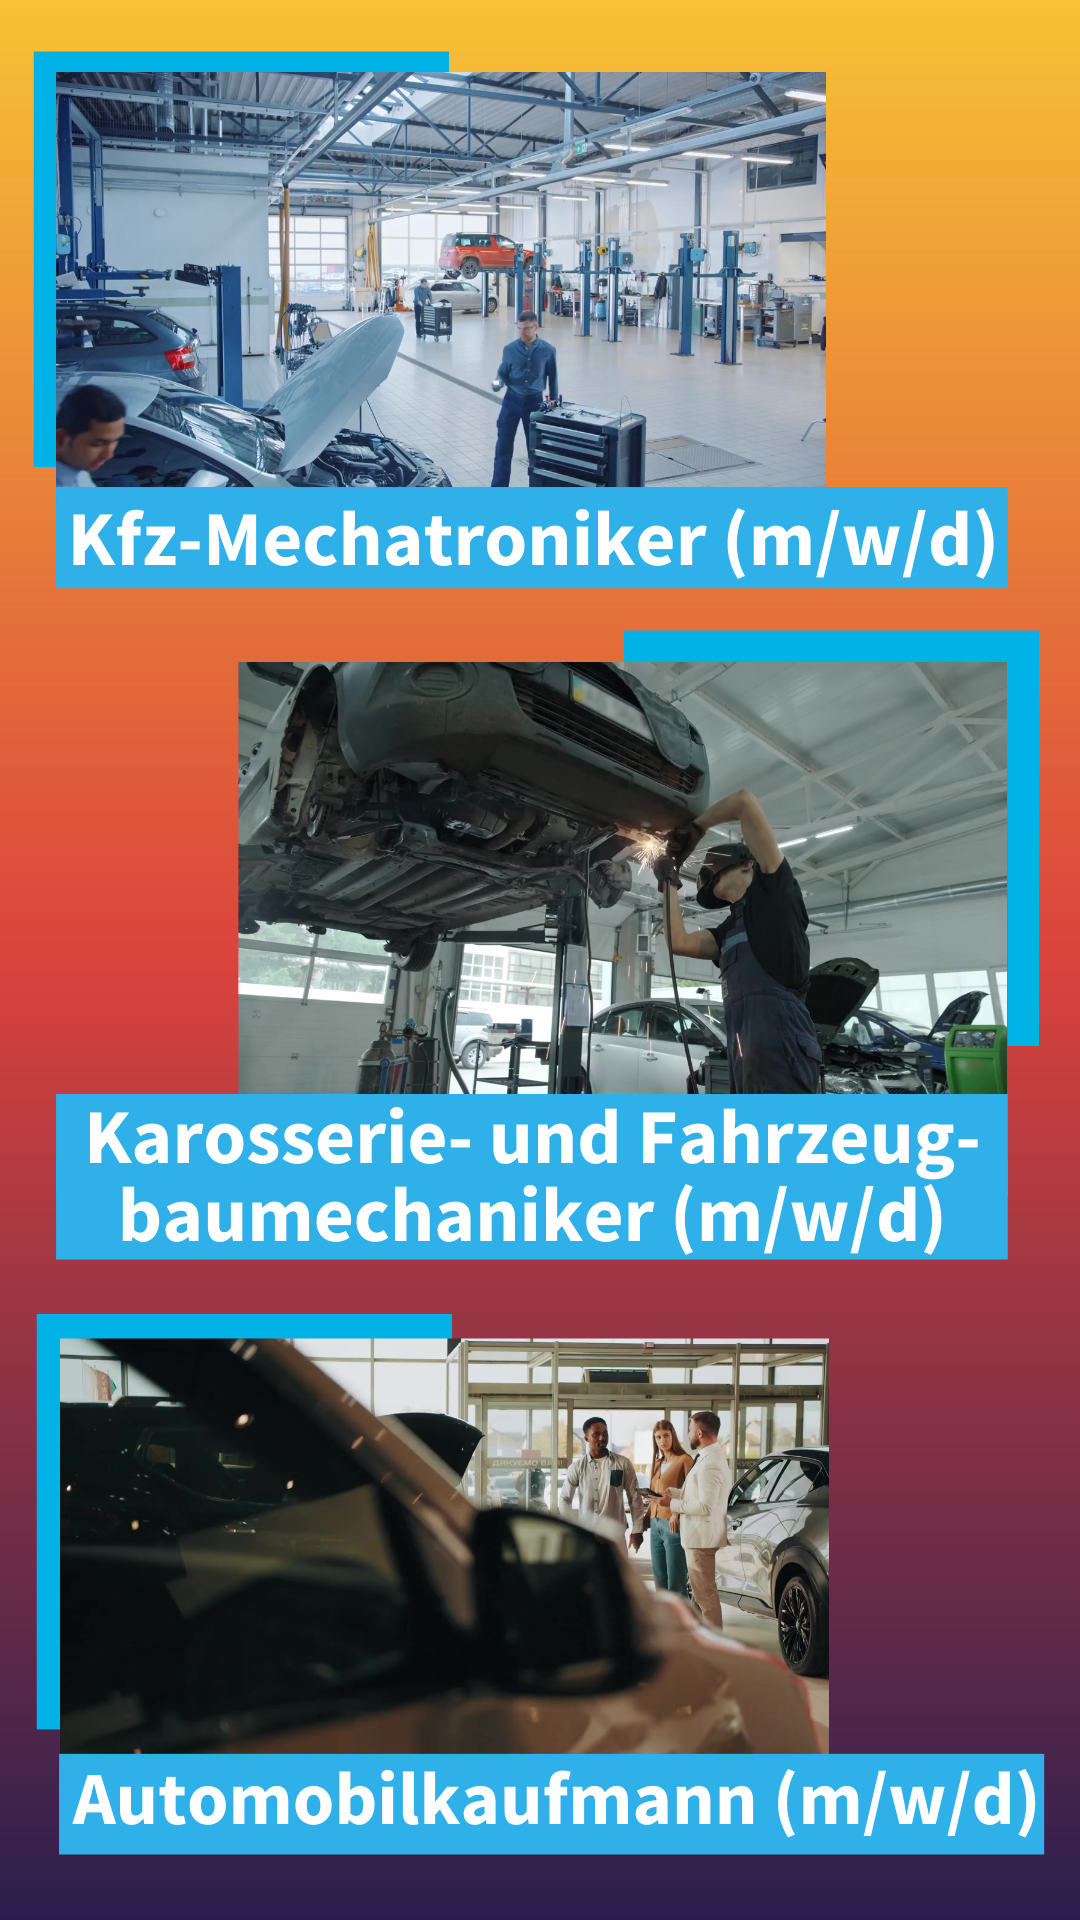 Kfz-Mechatroniker (m/w/d)
Karosserie- und Fahrzeug-
baumechaniker (m/w/d)
Automobilkaufmann (m/w/d)